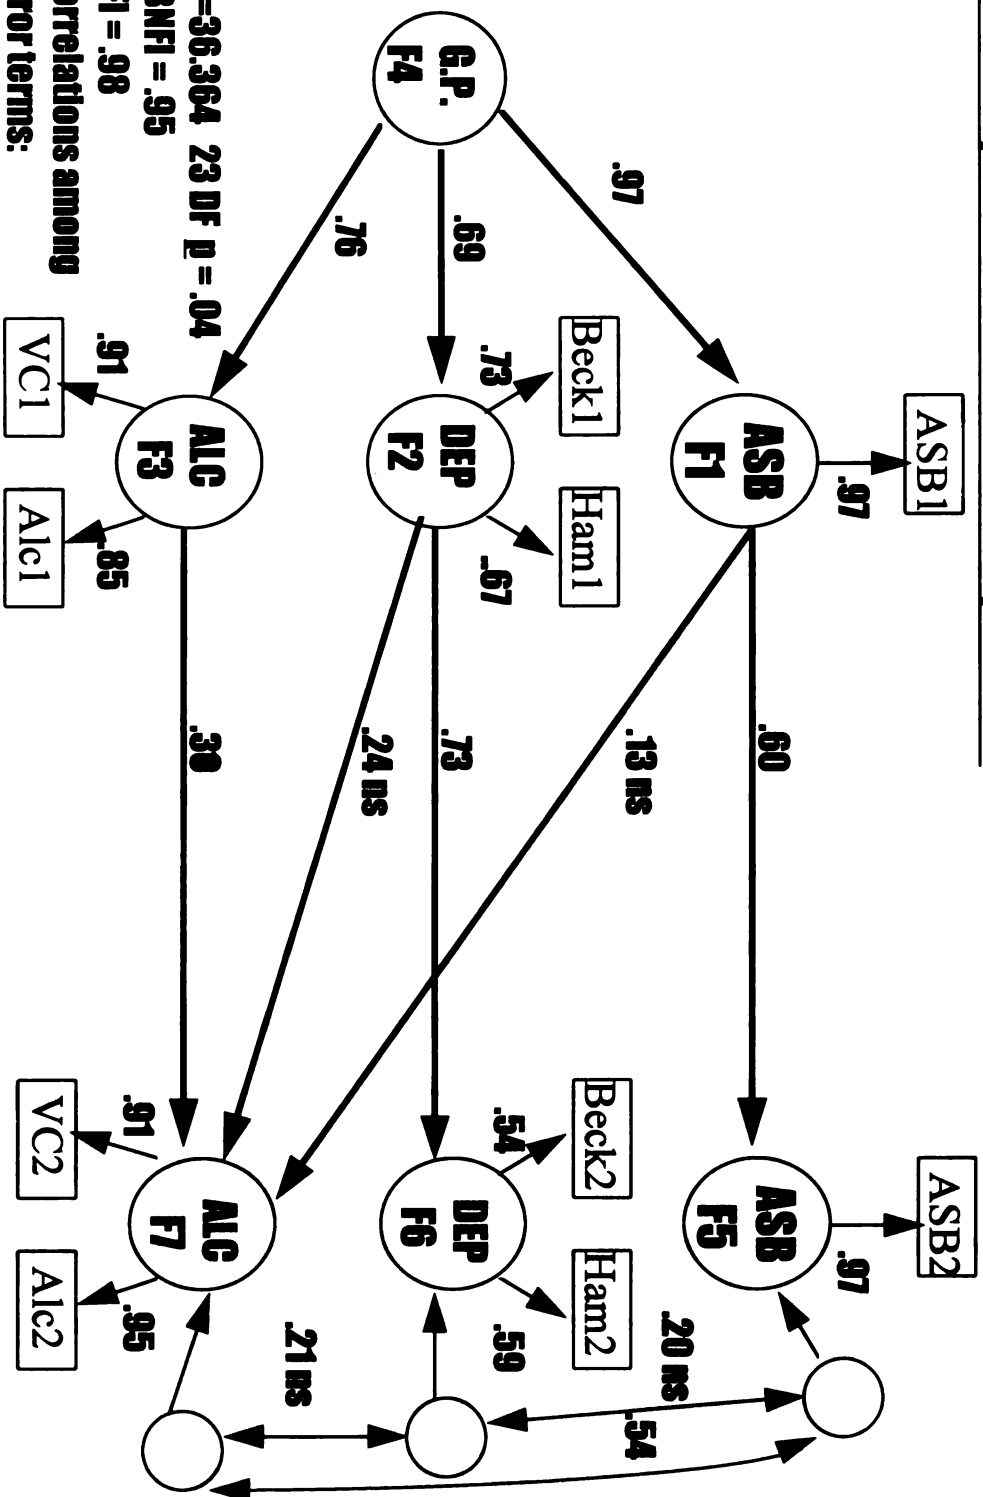 ASB1
ASB2
.97
.97
.20 ns
.54
.97
ASB
F1
.60
ASB
F5
.13 ns
Beck1
Ham1
Beck2
Ham2
.73
..67
.54
.59
G.P.
F4
.69
DEP
F2
.73
DEP
F6
.76
.24 ns
.21 ns
=36.364 23 DF p = .04
ALC
F3
ALC
F7
BNFI = .95
FI = .98
.91
.85
.91
.95
orrelations among
VC1
Alc1
VC2
Alc2
ror terms: